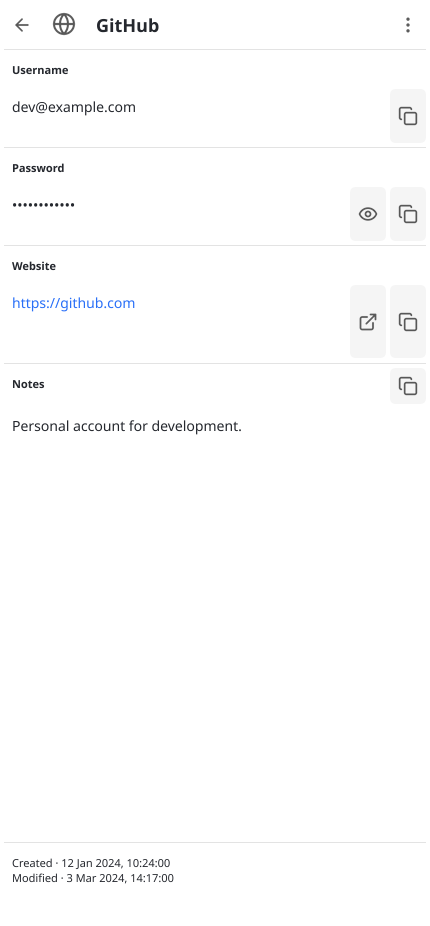 GitHub
Username
dev@example.com
Password
••••••••••••
Website
https://github.com
Notes
Personal account for development.
Created · 12 Jan 2024, 10:24:00
Modified · 3 Mar 2024, 14:17:00